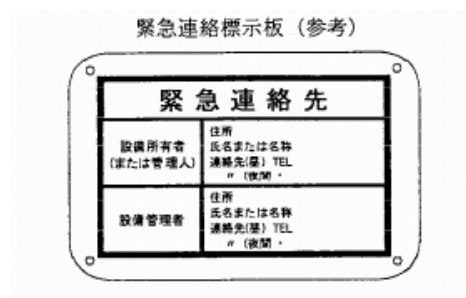 緊急連絡標示板（参考）
緊急連絡先
設備所有者
(または管理人)
住所
氏名または名称
連絡先(昼) TEL
〃 (夜間・
設備管理者
住所
氏名または名称
連絡先(昼) TEL
〃 (夜間・